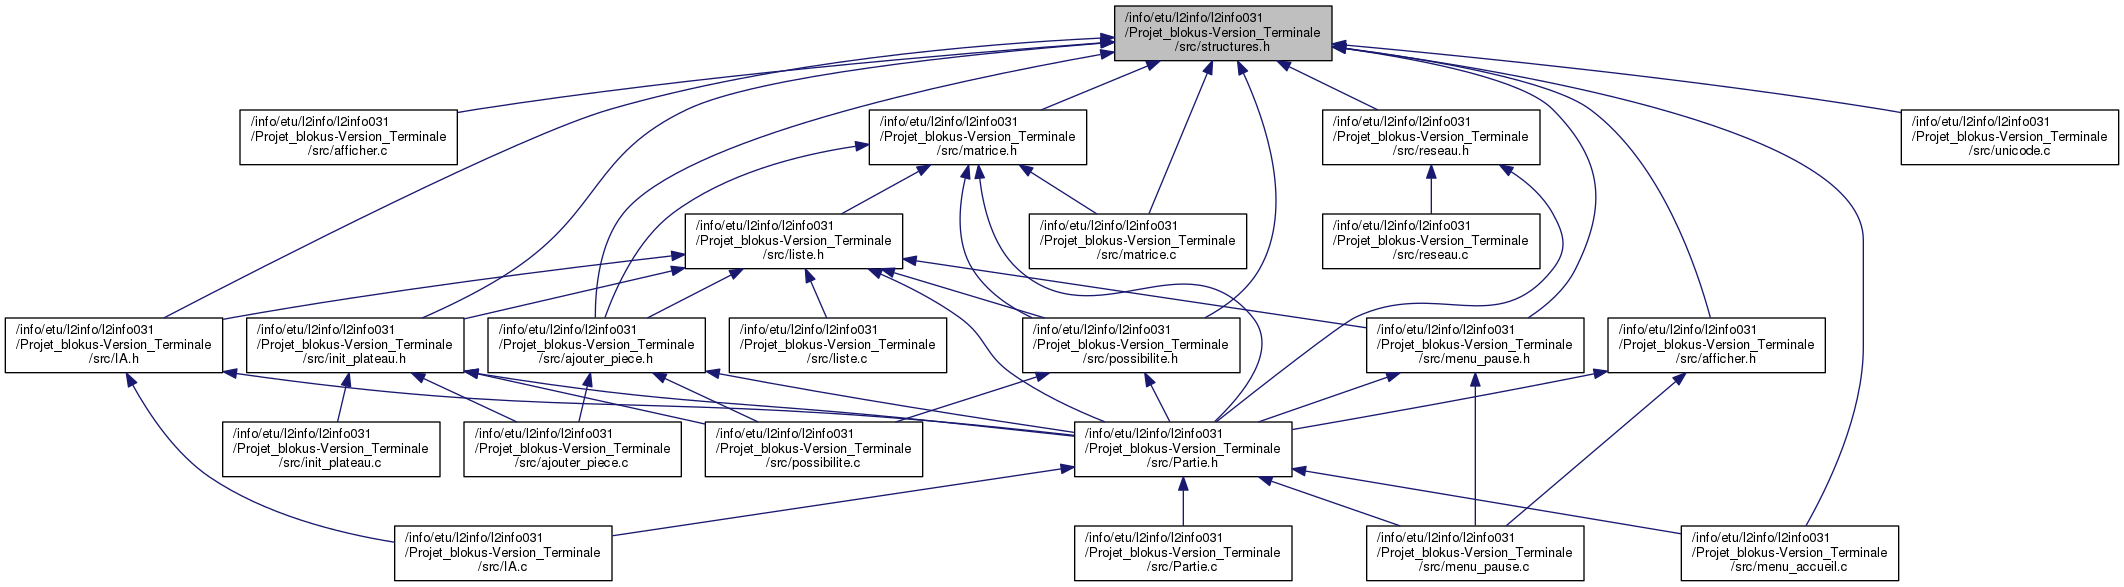 /info/etu/l2info/l2info031
/Projet_blokus-Version_Terminale
/src/structures.h
/info/etu/l2info/l2info031
/Projet_blokus-Version_Terminale
/src/afficher.c
/info/etu/l2info/l2info031
/Projet_blokus-Version_Terminale
/src/matrice.h
/info/etu/l2info/l2info031
/Projet_blokus-Version_Terminale
/src/reseau.h
/info/etu/l2info/l2info031
/Projet_blokus-Version_Terminale
/src/unicode.c
/info/etu/l2info/l2info031
/Projet_blokus-Version_Terminale
/src/liste.h
/info/etu/l2info/l2info031
/Projet_blokus-Version_Terminale
/src/matrice.c
/info/etu/l2info/l2info031
/Projet_blokus-Version_Terminale
/src/reseau.c
/info/etu/l2info/l2info031
/Projet_blokus-Version_Terminale
/src/IA.h
/info/etu/l2info/l2info031
/Projet_blokus-Version_Terminale
/src/init_plateau.h
/info/etu/l2info/l2info031
/Projet_blokus-Version_Terminale
/src/ajouter_piece.h
/info/etu/l2info/l2info031
/Projet_blokus-Version_Terminale
/src/liste.c
/info/etu/l2info/l2info031
/Projet_blokus-Version_Terminale
/src/possibilite.h
/info/etu/l2info/l2info031
/Projet_blokus-Version_Terminale
/src/menu_pause.h
/info/etu/l2info/l2info031
/Projet_blokus-Version_Terminale
/src/afficher.h
/info/etu/l2info/l2info031
/Projet_blokus-Version_Terminale
/src/init_plateau.c
/info/etu/l2info/l2info031
/Projet_blokus-Version_Terminale
/src/ajouter_piece.c
/info/etu/l2info/l2info031
/Projet_blokus-Version_Terminale
/src/possibilite.c
/info/etu/l2info/l2info031
/Projet_blokus-Version_Terminale
/src/Partie.h
/info/etu/l2info/l2info031
/Projet_blokus-Version_Terminale
/src/IA.c
/info/etu/l2info/l2info031
/Projet_blokus-Version_Terminale
/src/Partie.c
/info/etu/l2info/l2info031
/Projet_blokus-Version_Terminale
/src/menu_pause.c
/info/etu/l2info/l2info031
/Projet_blokus-Version_Terminale
/src/menu_accueil.c